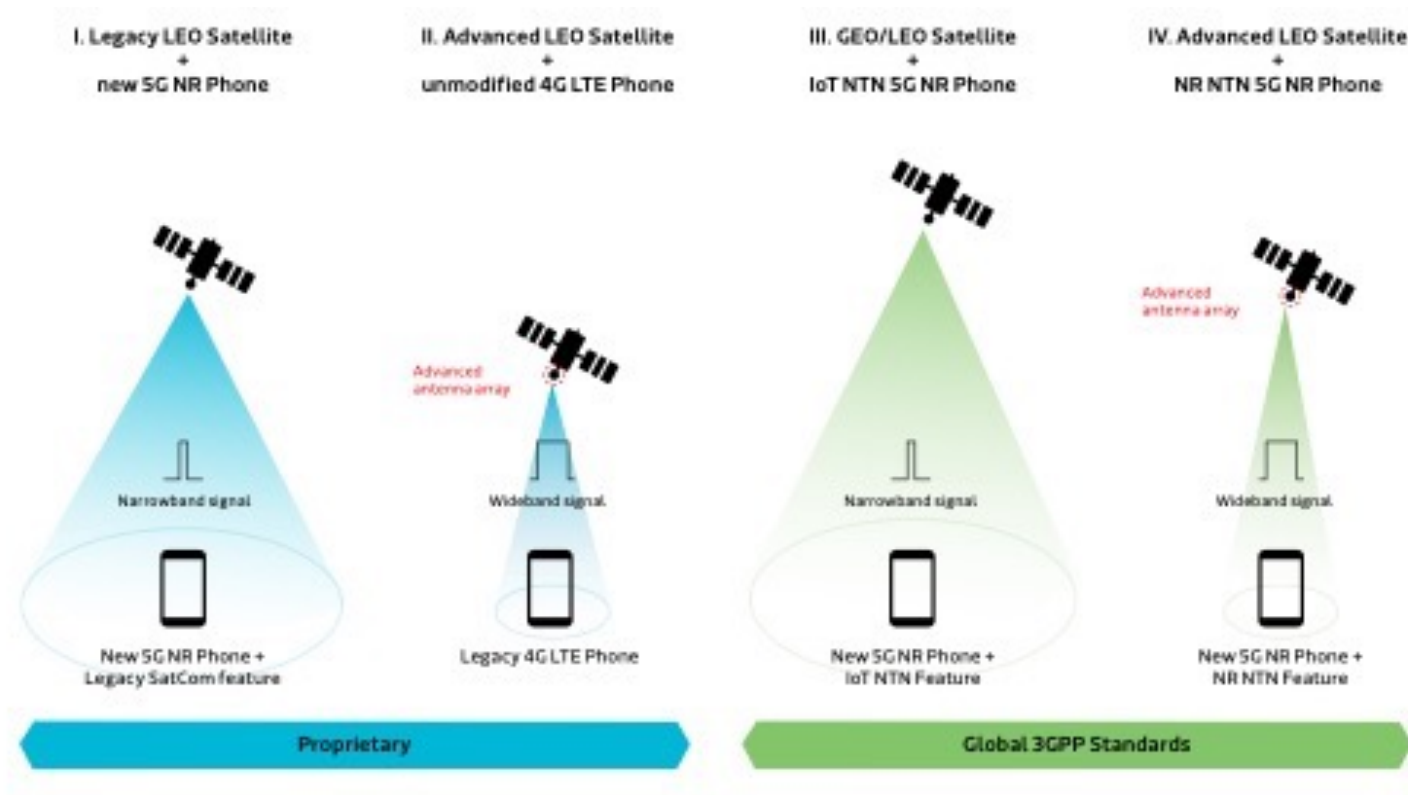 I. Legacy LEO Satellite
+
new 5G NR Phone
II. Advanced LEO Satellite
+
unmodified 4G LTE Phone
III. GEO/LEO Satellite
+
IoT NTN 5G NR Phone
IV. Advanced LEO Satellite
+
NR NTN 5G NR Phone
Advanced
antenna array
Advanced
antenna array
Narrowband signal
Wideband signal
Narrowband signal
Wideband signal
New 5G NR Phone +
Legacy SatCom feature
Legacy 4G LTE Phone
New 5G NR Phone +
IoT NTN Feature
New 5G NR Phone +
NR NTN Feature
Proprietary
Global 3GPP Standards